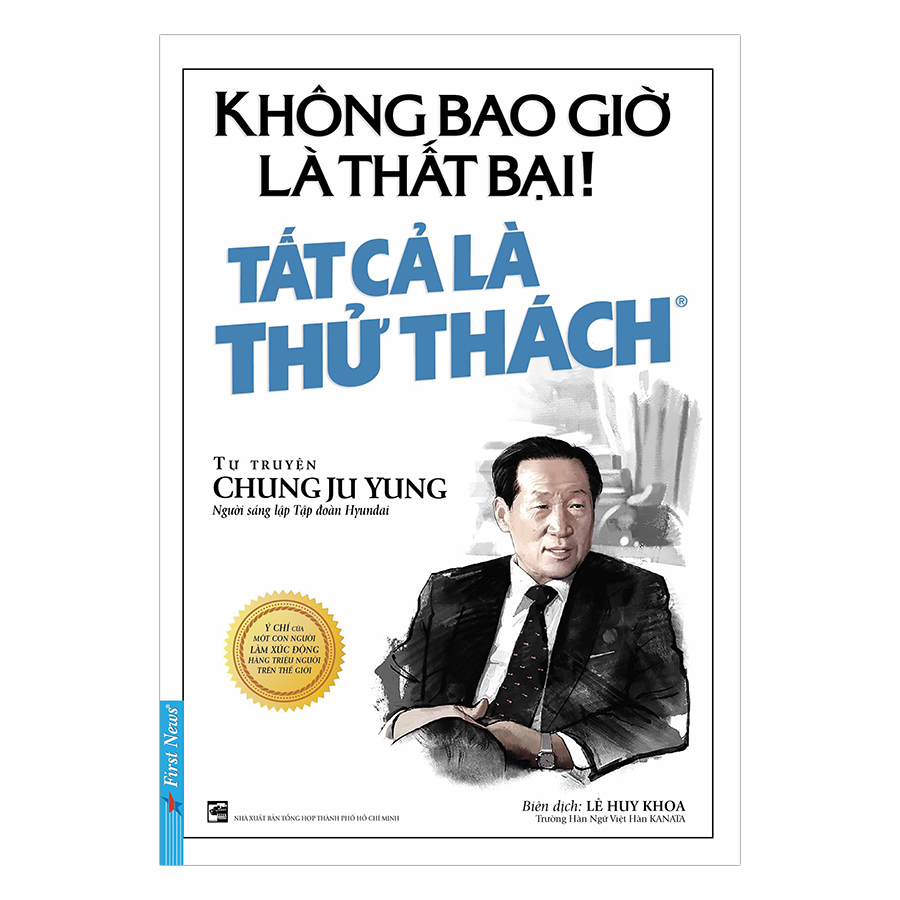 KHÔNG BAO GIỜ
LÀ THẤT BẠI!
TẤT CẢ LÀ
THỬ THÁCH®
TỰ TRUYỆN
CHUNG JU YUNG
Người sáng lập Tập đoàn Hyundai
Ý CHÍ CỦA
MỘT CON NGƯỜI
LÀM XÚC ĐỘNG
HÀNG TRIỆU NGƯỜI
TRÊN THẾ GIỚI
First News®
NHÀ XUẤT BẢN TỔNG HỢP THÀNH PHỐ HỒ CHÍ MINH
Biên dịch: LÊ HUY KHOA
Trường Hàn Ngữ Việt Hàn KANATA